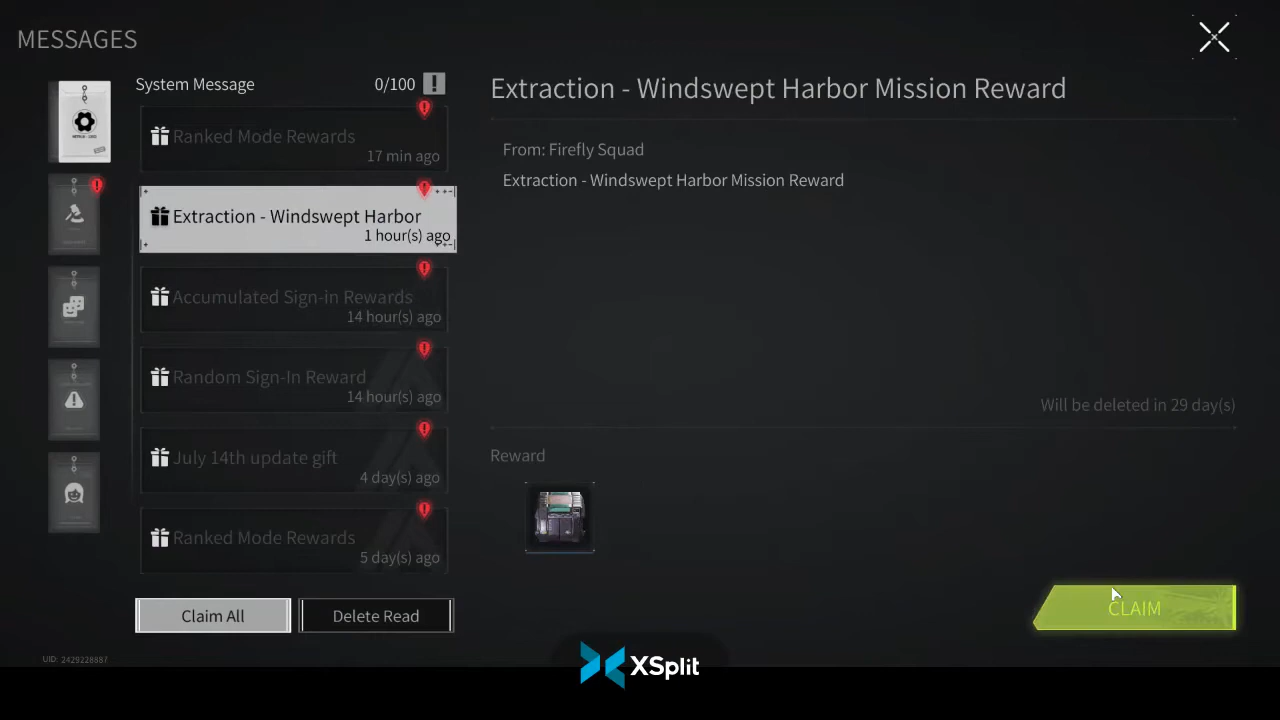 MESSAGES
System Message 0/100
Ranked Mode Rewards
17 min ago
Extraction - Windswept Harbor
1 hour(s) ago
Accumulated Sign-in Rewards
14 hour(s) ago
Random Sign-In Reward
14 hour(s) ago
July 14th update gift
4 day(s) ago
Ranked Mode Rewards
5 day(s) ago
Claim All
Delete Read
Extraction - Windswept Harbor Mission Reward
From: Firefly Squad
Extraction - Windswept Harbor Mission Reward
Will be deleted in 29 day(s)
Reward
CLAIM
UID: 2429228887
XSplit